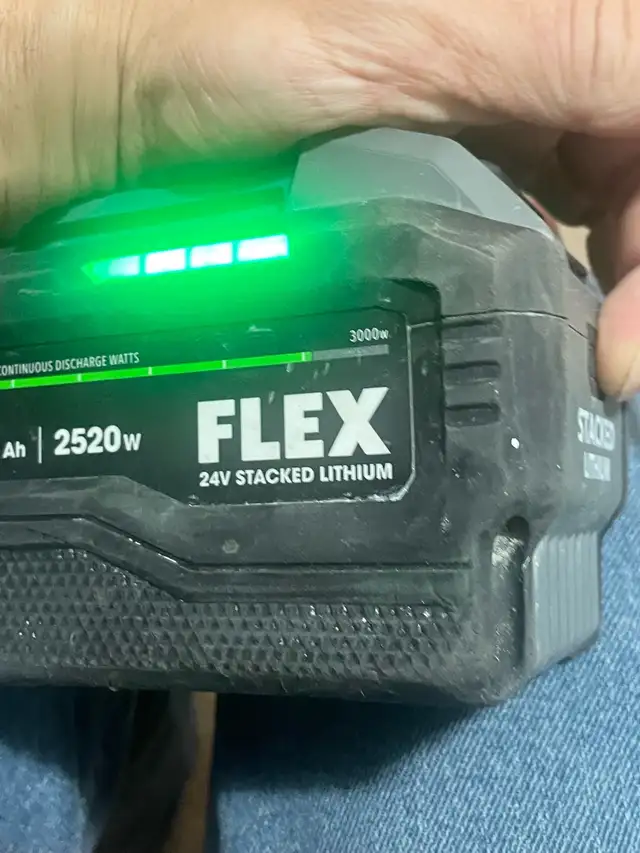 3000w
CONTINUOUS DISCHARGE WATTS
Ah | 2520w
FLEX
24V STACKED LITHIUM
STACKED
LITHIUM